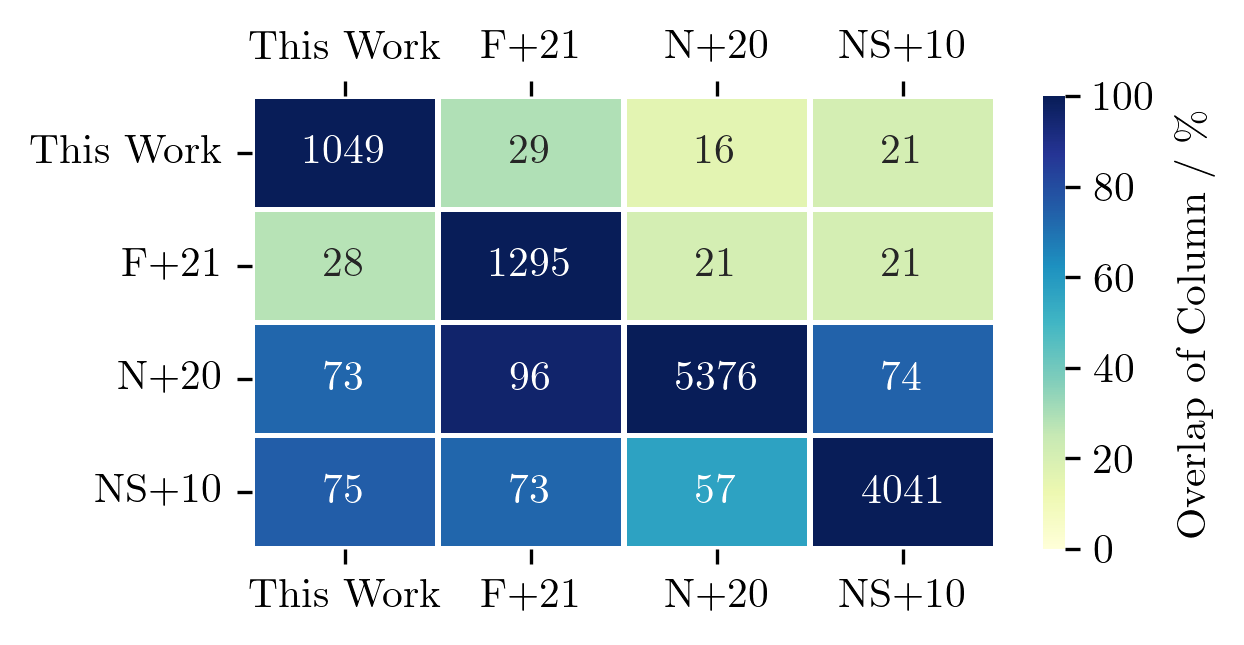 This Work F+21 N+20 NS+10
This Work 1049 29 16 21
F+21 28 1295 21 21
N+20 73 96 5376 74
NS+10 75 73 57 4041
This Work F+21 N+20 NS+10
100
80
60
40
20
0
Overlap of Column / %